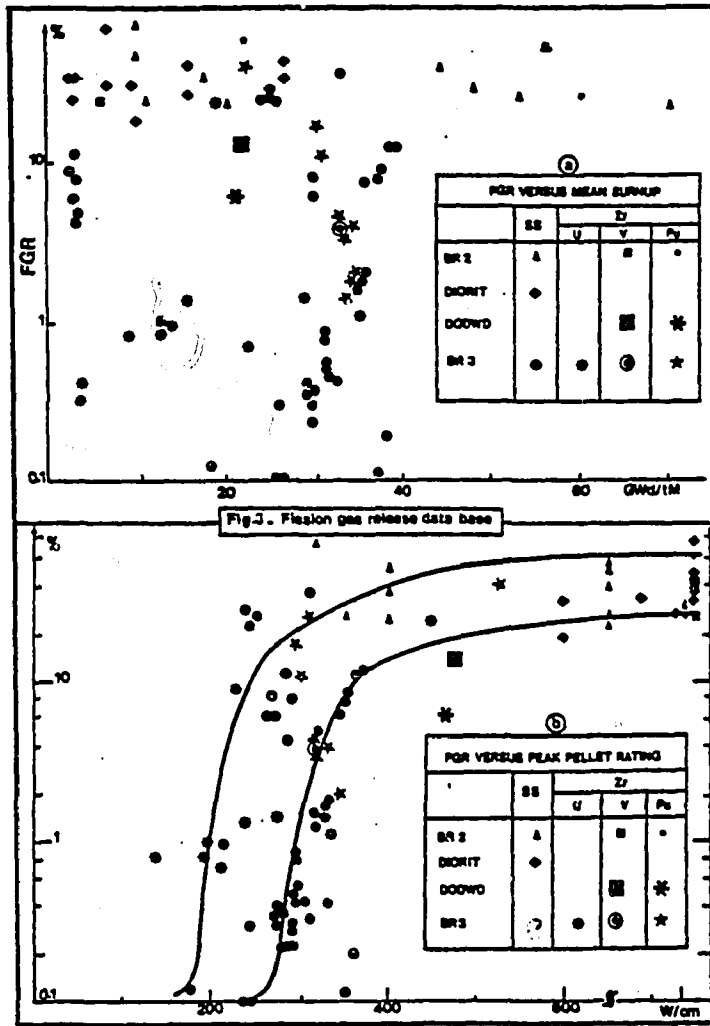 %
10
FGR
1
0.1
20
40
60
GWd/tM
a
FGR VERSUS MEAN BURNUP
SS
Zr
U
V
Pu
BR 2
DIORIT
DODWD
BR 3
Fig.3. Fission gas release data base
%
10
1
0.1
200
400
600
W/cm
b
FGR VERSUS PEAK PELLET RATING
SS
Zr
U
V
Pu
BR 2
DIORIT
DODWD
BR 3